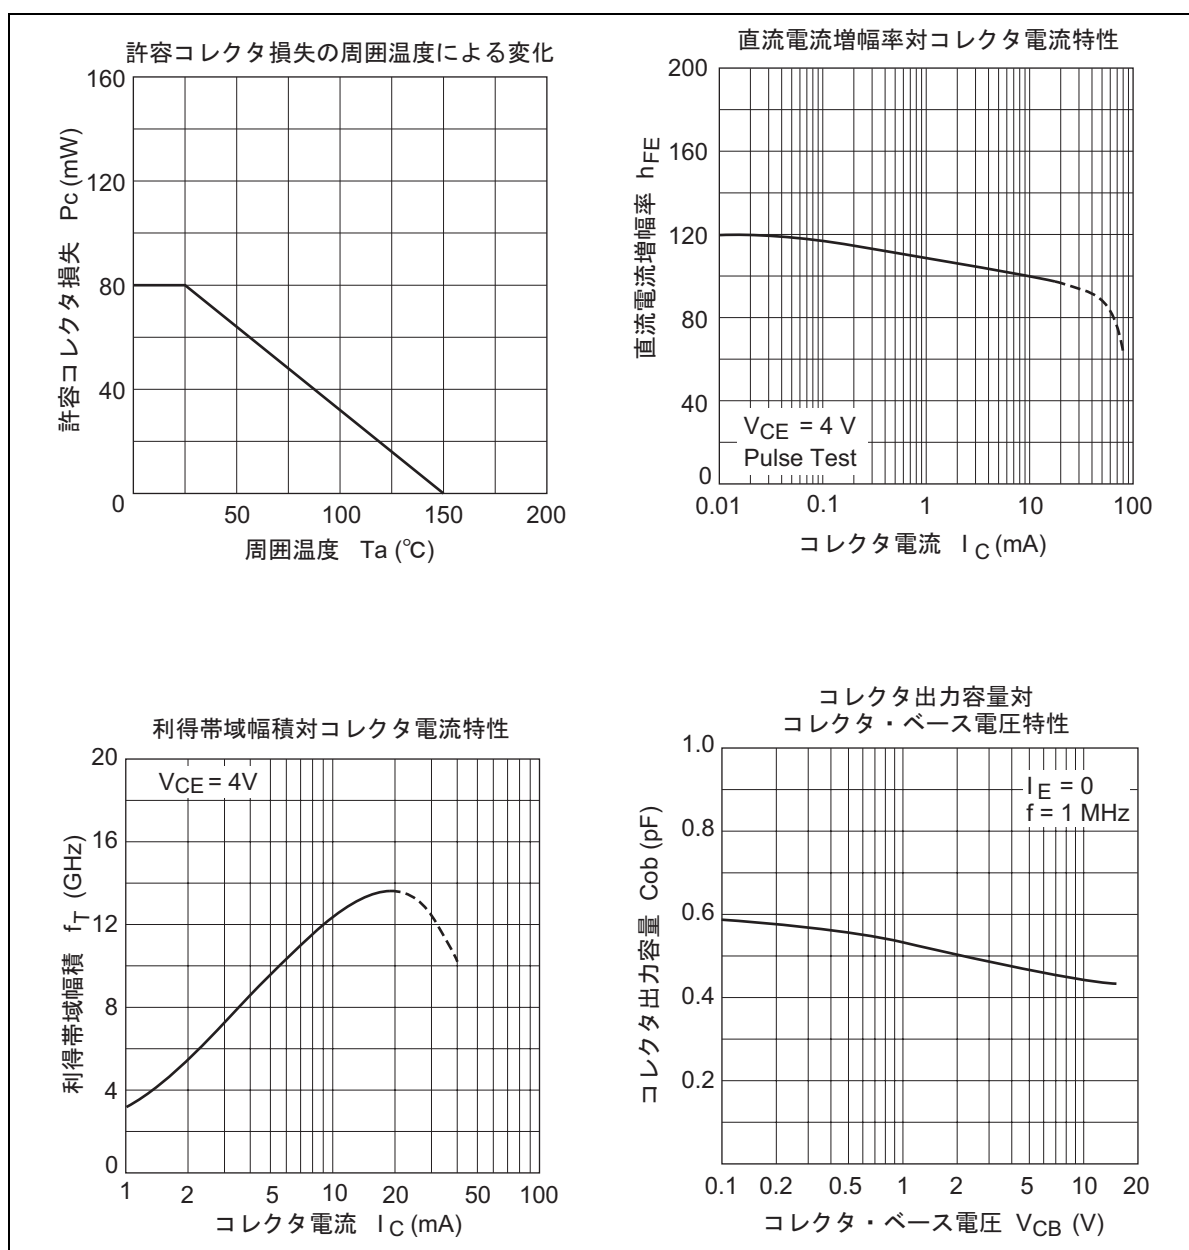 許容コレクタ損失の周囲温度による変化
許容コレクタ損失 Pc (mW)
160
120
80
40
0
50 100 150 200
周囲温度 Ta (℃)
直流電流増幅率対コレクタ電流特性
直流電流増幅率 hFE
200
160
120
80
40
0
VCE = 4 V
Pulse Test
0.01 0.1 1 10 100
コレクタ電流 IC (mA)
利得帯域幅積対コレクタ電流特性
利得帯域幅積 fT (GHz)
20
16
12
8
4
0
VCE = 4V
1 2 5 10 20 50 100
コレクタ電流 IC (mA)
コレクタ出力容量対
コレクタ・ベース電圧特性
コレクタ出力容量 Cob (pF)
1.0
0.8
0.6
0.4
0.2
IE = 0
f = 1 MHz
0.1 0.2 0.5 1 2 5 10 20
コレクタ・ベース電圧 VCB (V)